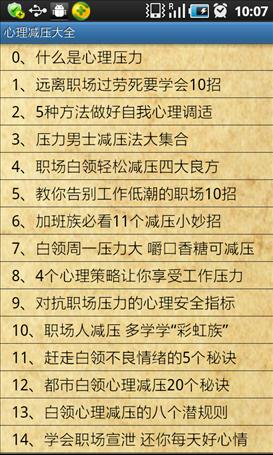 10:07
心理减压大全
0、什么是心理压力
1、远离职场过劳死要学会10招
2、5种方法做好自我心理调适
3、压力男士减压法大集合
4、职场白领轻松减压四大良方
5、教你告别工作低潮的职场10招
6、加班族必看11个减压小妙招
7、白领周一压力大 嚼口香糖可减压
8、4个心理策略让你享受工作压力
9、对抗职场压力的心理安全指标
10、职场人减压 多学学“彩虹族”
11、赶走白领不良情绪的5个秘诀
12、都市白领心理减压20个秘诀
13、白领心理减压的八个潜规则
14、学会职场宣泄 还你每天好心情